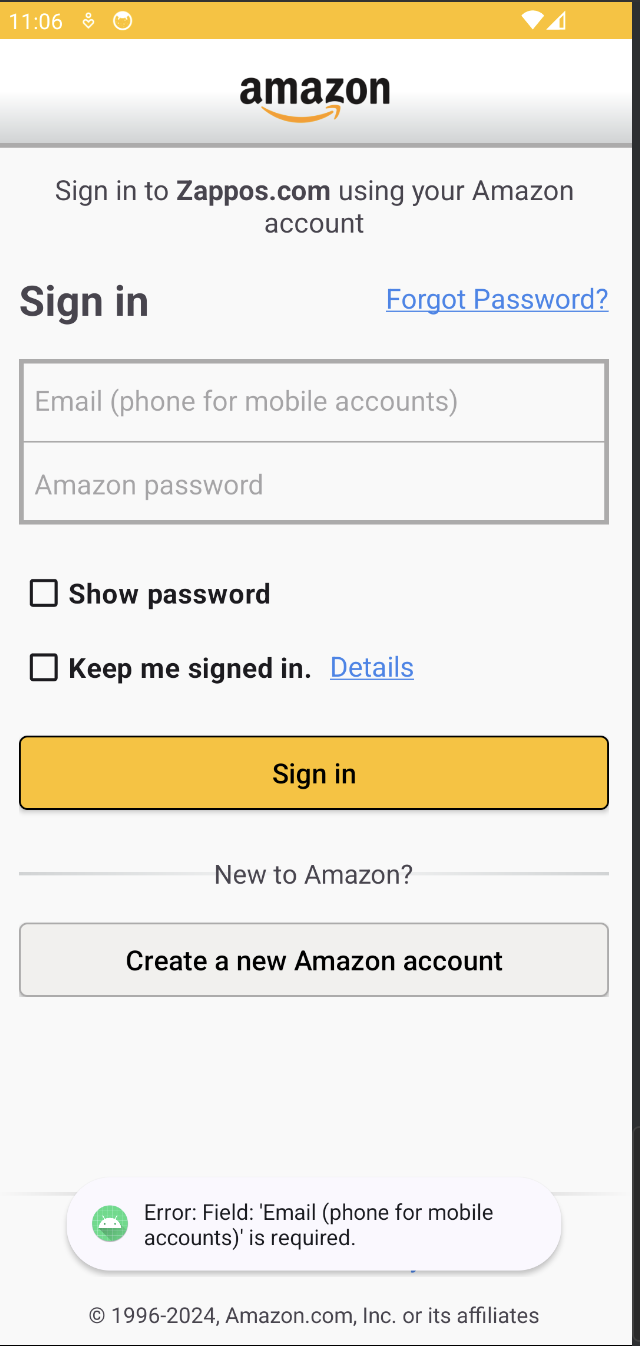 11:06
amazon
Sign in to Zappos.com using your Amazon
account
Sign in
Forgot Password?
Email (phone for mobile accounts)
Amazon password
Show password
Keep me signed in. Details
Sign in
New to Amazon?
Create a new Amazon account
Error: Field: 'Email (phone for mobile
accounts)' is required.
© 1996-2024, Amazon.com, Inc. or its affiliates